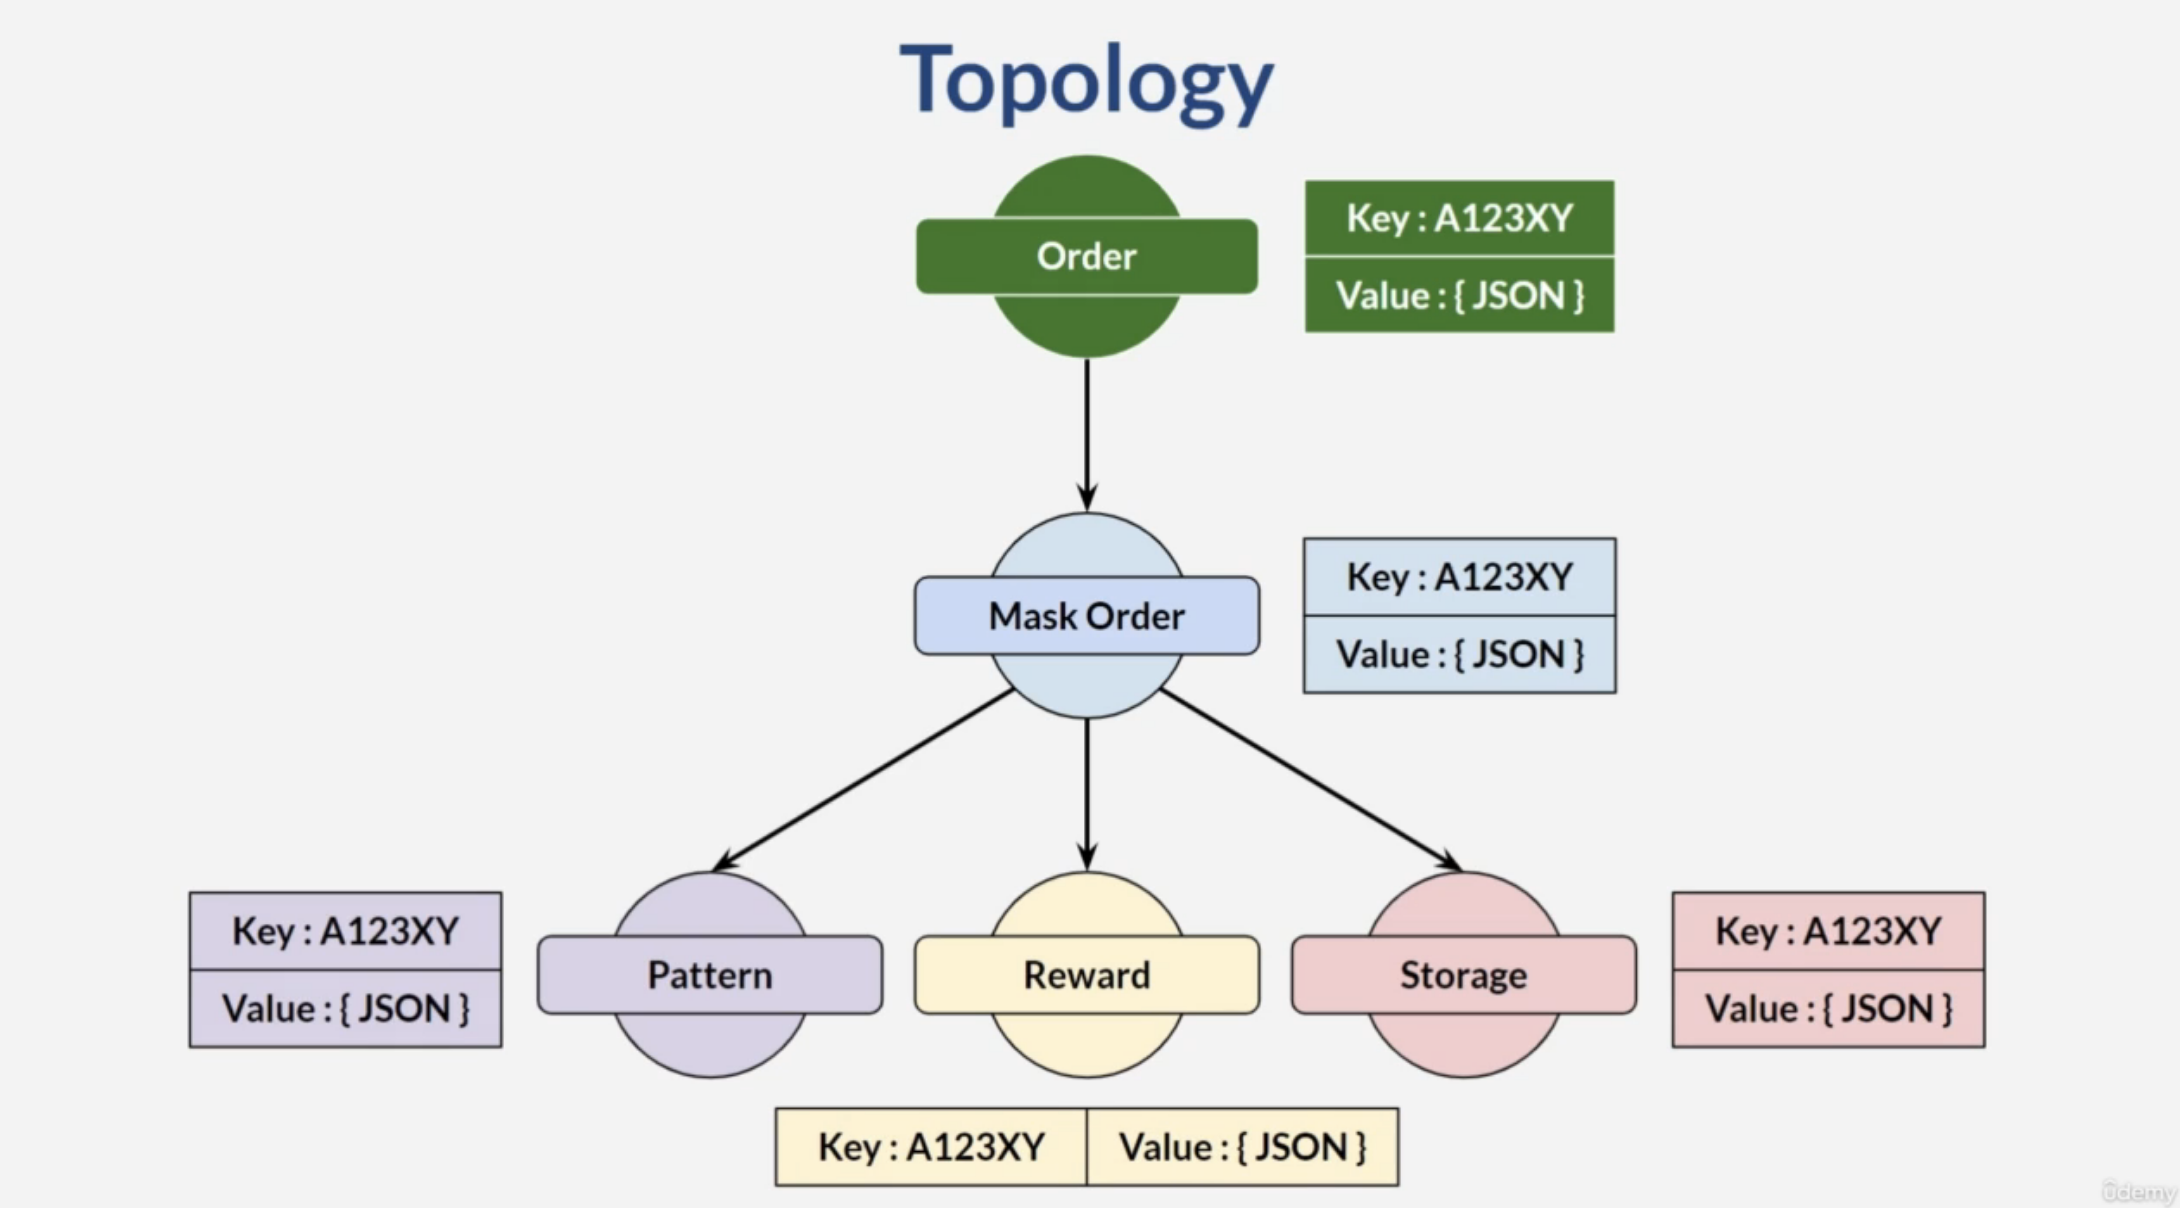 Topology
Order
Key : A123XY
Value : { JSON }
Mask Order
Key : A123XY
Value : { JSON }
Key : A123XY
Value : { JSON }
Pattern
Reward
Storage
Key : A123XY
Value : { JSON }
Key : A123XY
Value : { JSON }
ûdemy